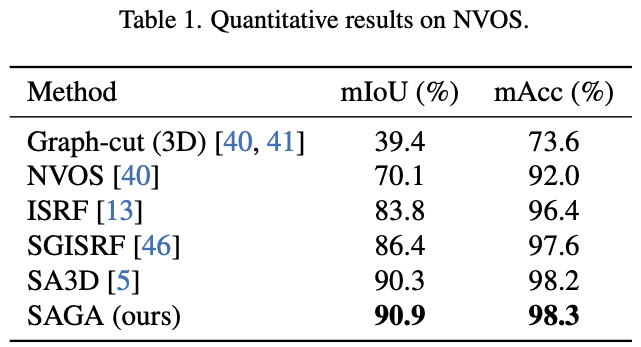 Table 1. Quantitative results on NVOS.
Method mIoU (%) mAcc (%)
Graph-cut (3D) [40, 41] 39.4 73.6
NVOS [40] 70.1 92.0
ISRF [13] 83.8 96.4
SGISRF [46] 86.4 97.6
SA3D [5] 90.3 98.2
SAGA (ours) 90.9 98.3